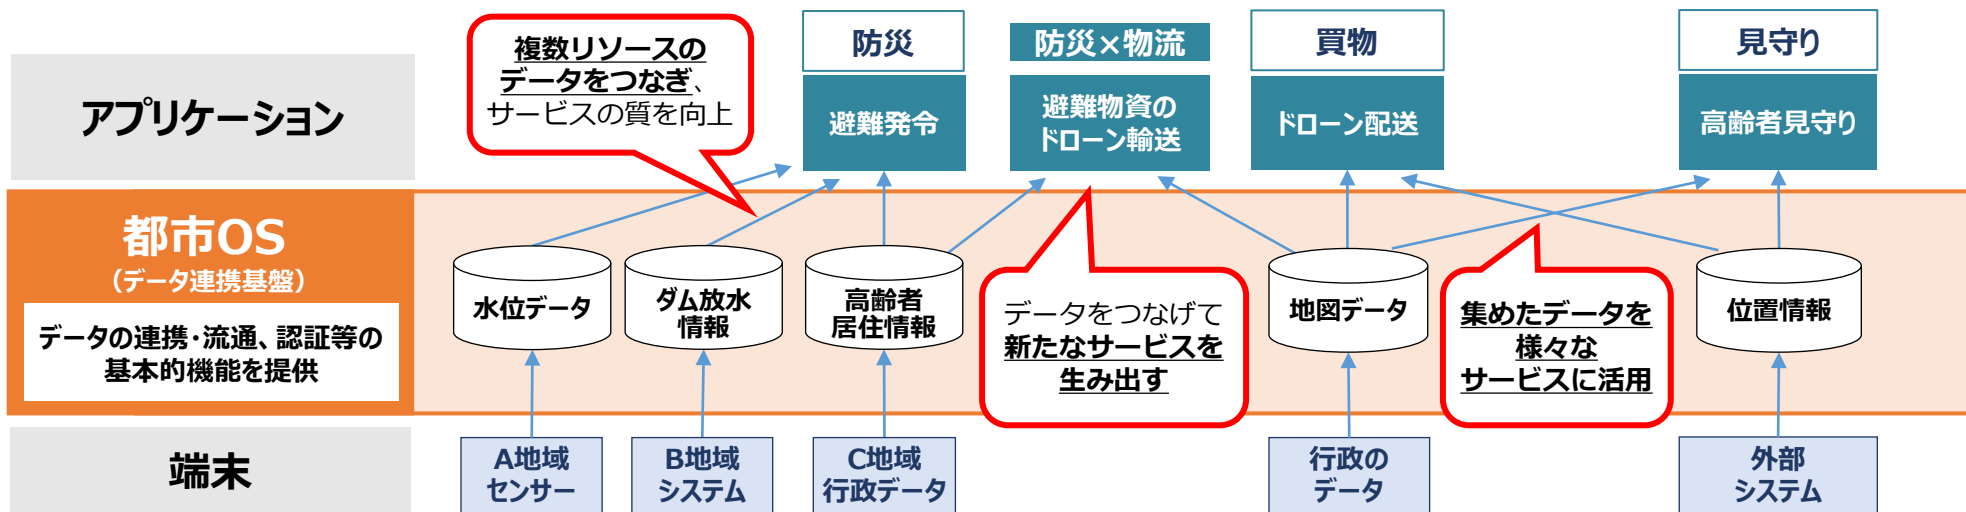 アプリケーション
複数リソースの
データをつなぎ、
サービスの質を向上
防災
避難発令
防災×物流
避難物資の
ドローン輸送
買物
ドローン配送
見守り
高齢者見守り
都市OS
（データ連携基盤）
データの連携・流通、認証等の
基本的機能を提供
水位データ
ダム放水
情報
高齢者
居住情報
データをつなげて
新たなサービスを
生み出す
地図データ
集めたデータを
様々な
サービスに活用
位置情報
端末
A地域
センサー
B地域
システム
C地域
行政データ
行政の
データ
外部
システム